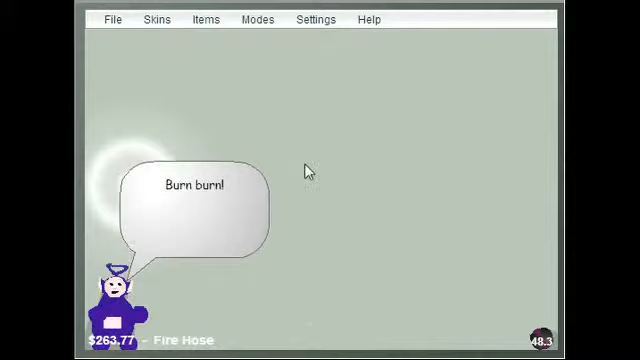 File Skins Items Modes Settings Help
Burn burn!
$263.77 - Fire Hose
48.3